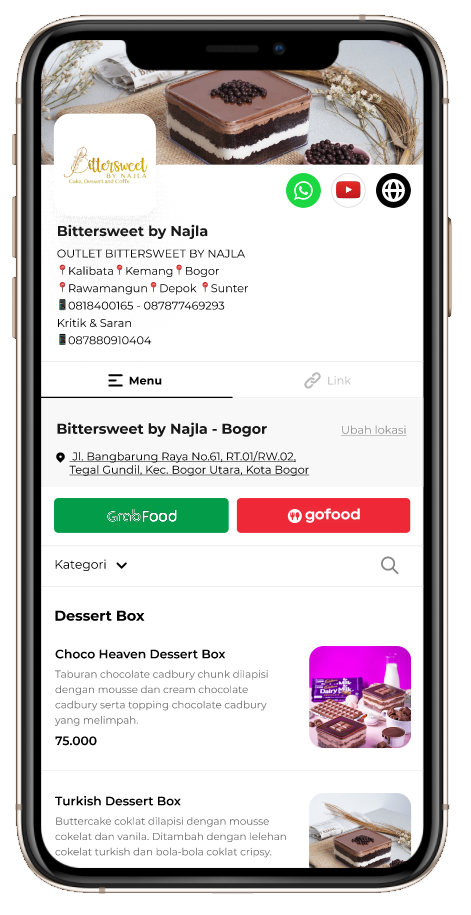 Bittersweet
BY NAJLA
Cake, Dessert and Coffe
Bittersweet by Najla
OUTLET BITTERSWEET BY NAJLA
📍Kalibata📍Kemang📍Bogor
📍Rawamangun📍Depok 📍Sunter
📱0818400165 - 087877469293
Kritik & Saran
📱087880910404
Menu
Link
Bittersweet by Najla - Bogor
Ubah lokasi
Jl. Bangbarung Raya No.61, RT.01/RW.02,
Tegal Gundil, Kec. Bogor Utara, Kota Bogor
GrabFood
gofood
Kategori
Dessert Box
Choco Heaven Dessert Box
Taburan chocolate cadbury chunk dilapisi
dengan mousse dan cream chocolate
cadbury serta topping chocolate cadbury
yang melimpah.
75.000
Dairy Milk
Turkish Dessert Box
Buttercake coklat dilapisi dengan mousse
cokelat dan vanila. Ditambah dengan lelehan
cokelat turkish dan bola-bola coklat cripsy.